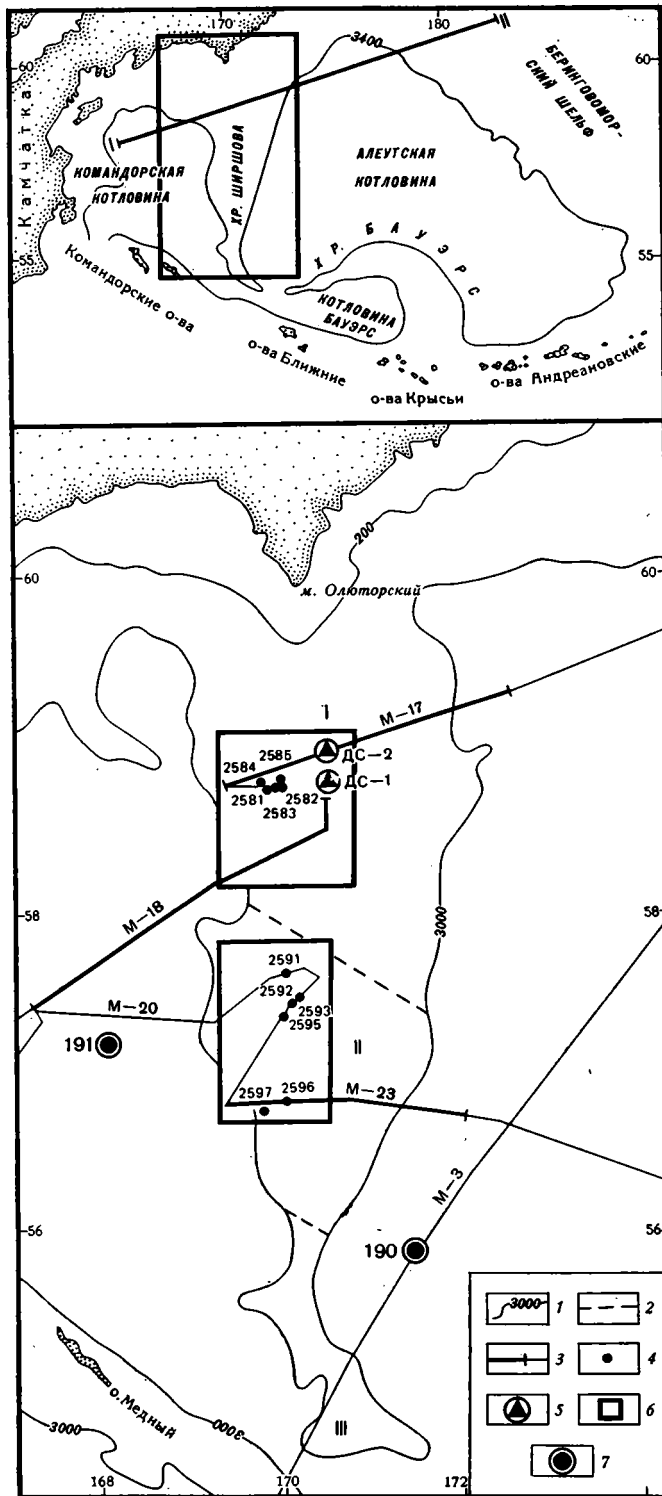 170
180
60
60
3400
БЕРИНГОВОМОР-
СКИЙ ШЕЛЬФ
Камчатка
КОМАНДОРСКАЯ
КОТЛОВИНА
ХР. ШИРШОВА
АЛЕУТСКАЯ
КОТЛОВИНА
ХР. БАУЭРС
55
55
Командорские о-ва
КОТЛОВИНА
БАУЭРС
о-ва Ближние
о-ва Крысьи
о-ва Андреановские
200
60
60
м. Олюторский
I
М-17
ДС-2
2584
2585
ДС-1
2581
2582
2583
М-18
58
58
3000
2591
2592
2593
М-20
2595
191
II
2597
2596
М-23
М-3
56
56
190
3000
1
2
3
4
5
6
7
о. Медный
3000
3000
III
168
170
172